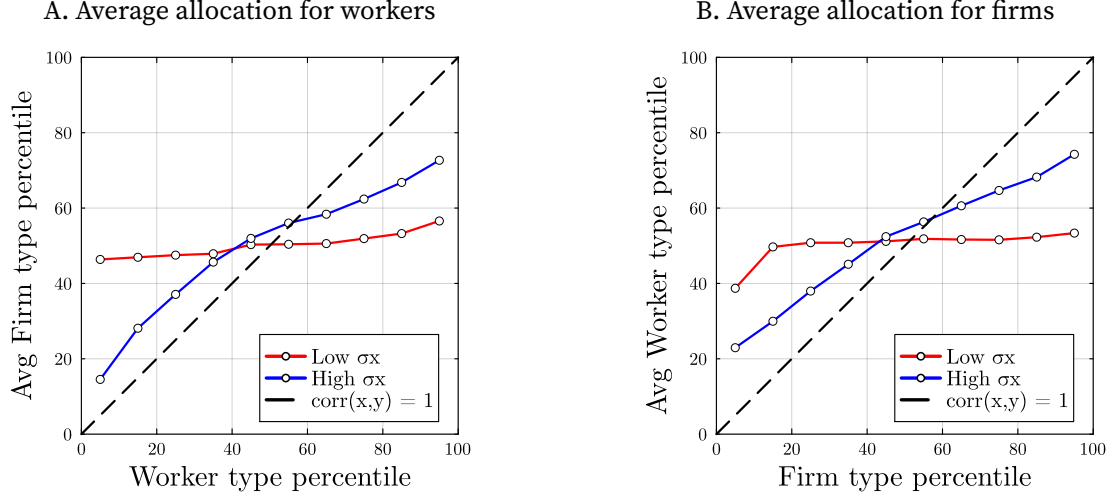 A. Average allocation for workers
Avg Firm type percentile
100
80
60
40
20
0
0 20 40 60 80 100
Worker type percentile
Low σx
High σx
corr(x,y) = 1
B. Average allocation for firms
Avg Worker type percentile
100
80
60
40
20
0
0 20 40 60 80 100
Firm type percentile
Low σx
High σx
corr(x,y) = 1